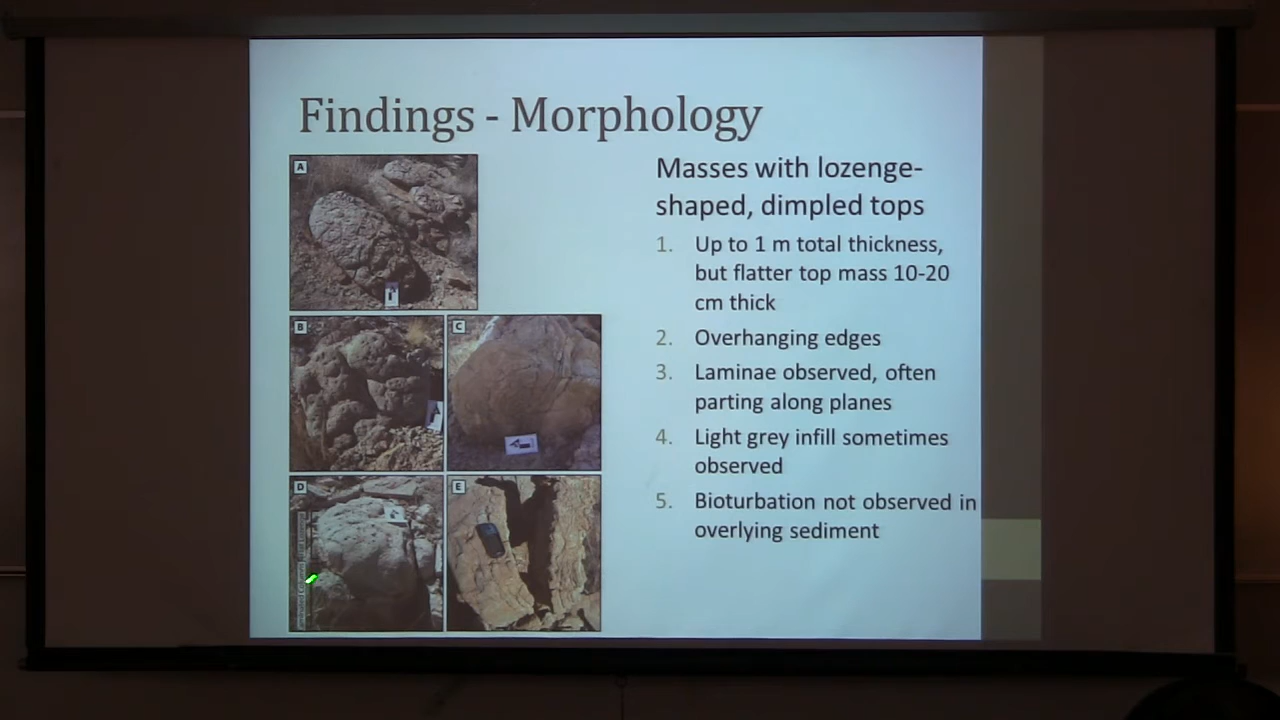 Findings - Morphology
A
B
C
D
E
Masses with lozenge-
shaped, dimpled tops
1. Up to 1 m total thickness,
but flatter top mass 10-20
cm thick
2. Overhanging edges
3. Laminae observed, often
parting along planes
4. Light grey infill sometimes
observed
5. Bioturbation not observed in
overlying sediment